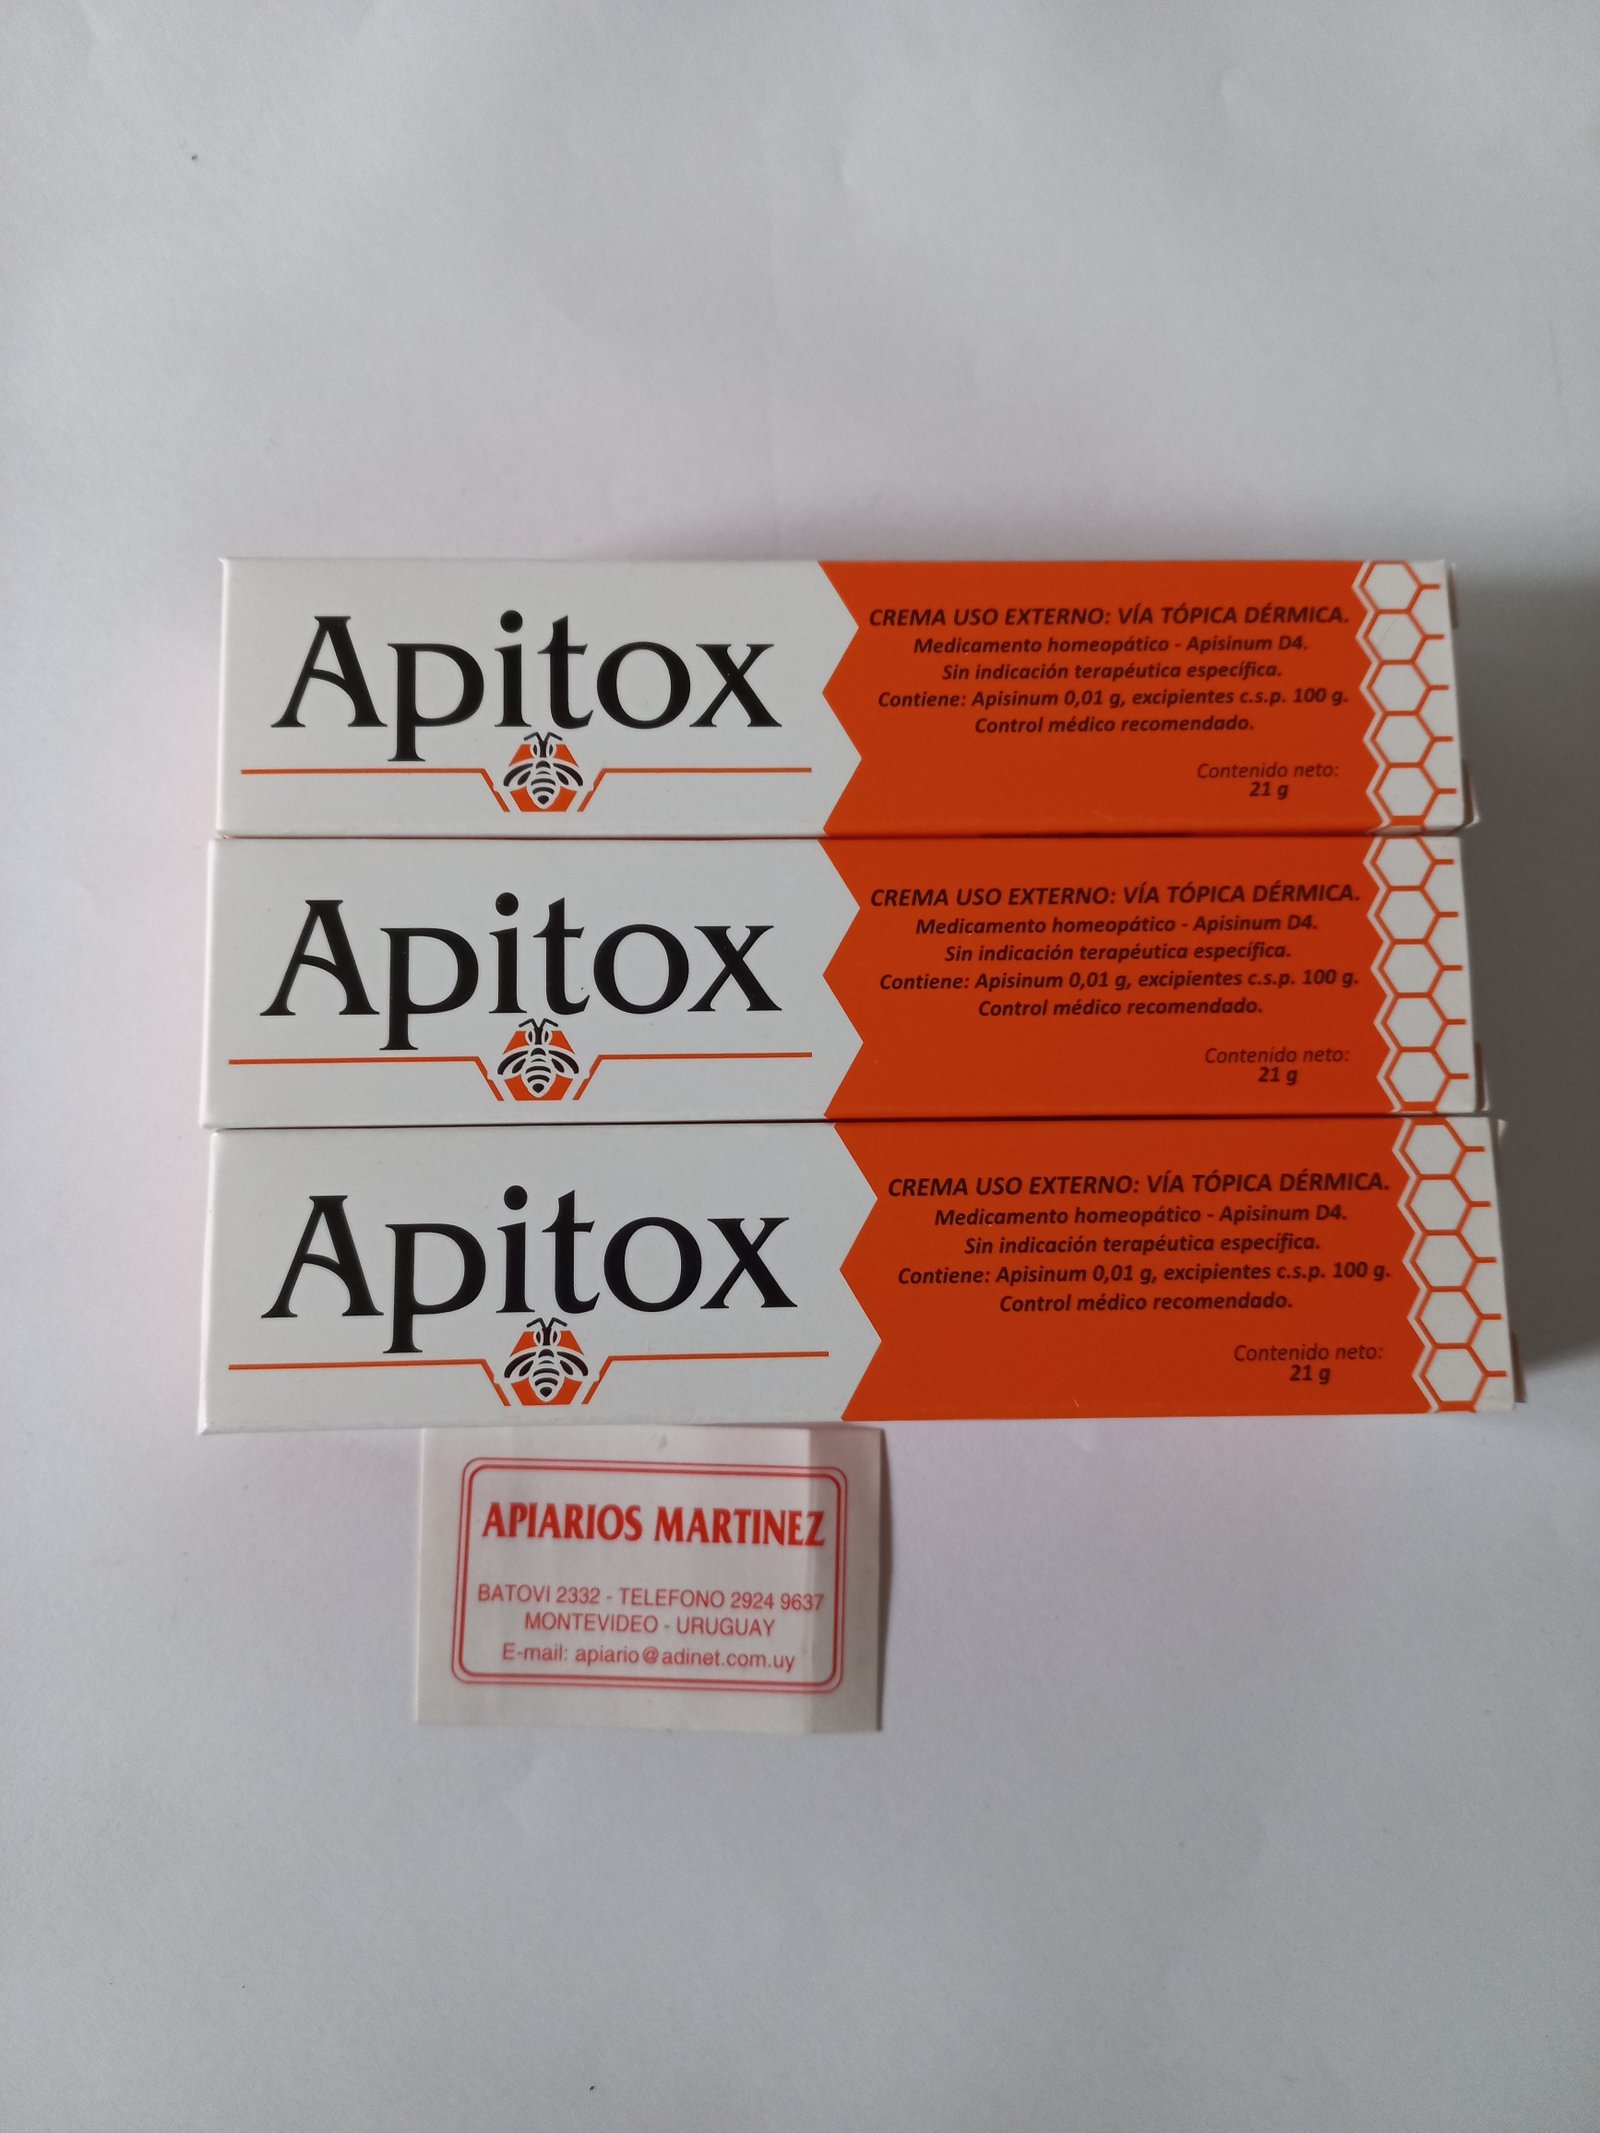 Apitox
CREMA USO EXTERNO: VÍA TÓPICA DÉRMICA.
Medicamento homeopático - Apisinum D4.
Sin indicación terapéutica específica.
Contiene: Apisinum 0,01 g, excipientes c.s.p. 100 g.
Control médico recomendado.
Contenido neto:
21 g
Apitox
CREMA USO EXTERNO: VÍA TÓPICA DÉRMICA.
Medicamento homeopático - Apisinum D4.
Sin indicación terapéutica específica.
Contiene: Apisinum 0,01 g, excipientes c.s.p. 100 g.
Control médico recomendado.
Contenido neto:
21 g
Apitox
CREMA USO EXTERNO: VÍA TÓPICA DÉRMICA.
Medicamento homeopático - Apisinum D4.
Sin indicación terapéutica específica.
Contiene: Apisinum 0,01 g, excipientes c.s.p. 100 g.
Control médico recomendado.
Contenido neto:
21 g
APIARIOS MARTINEZ
BATOVI 2332 - TELEFONO 2924 9637
MONTEVIDEO - URUGUAY
E-mail: apiario@adinet.com.uy